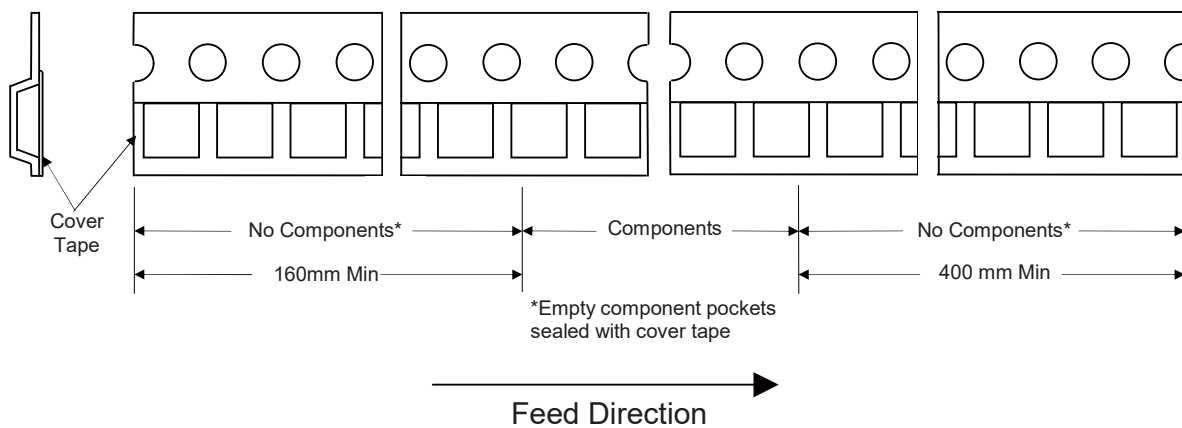 Cover
Tape
No Components*
Components
No Components*
160mm Min
400 mm Min
*Empty component pockets
sealed with cover tape
Feed Direction